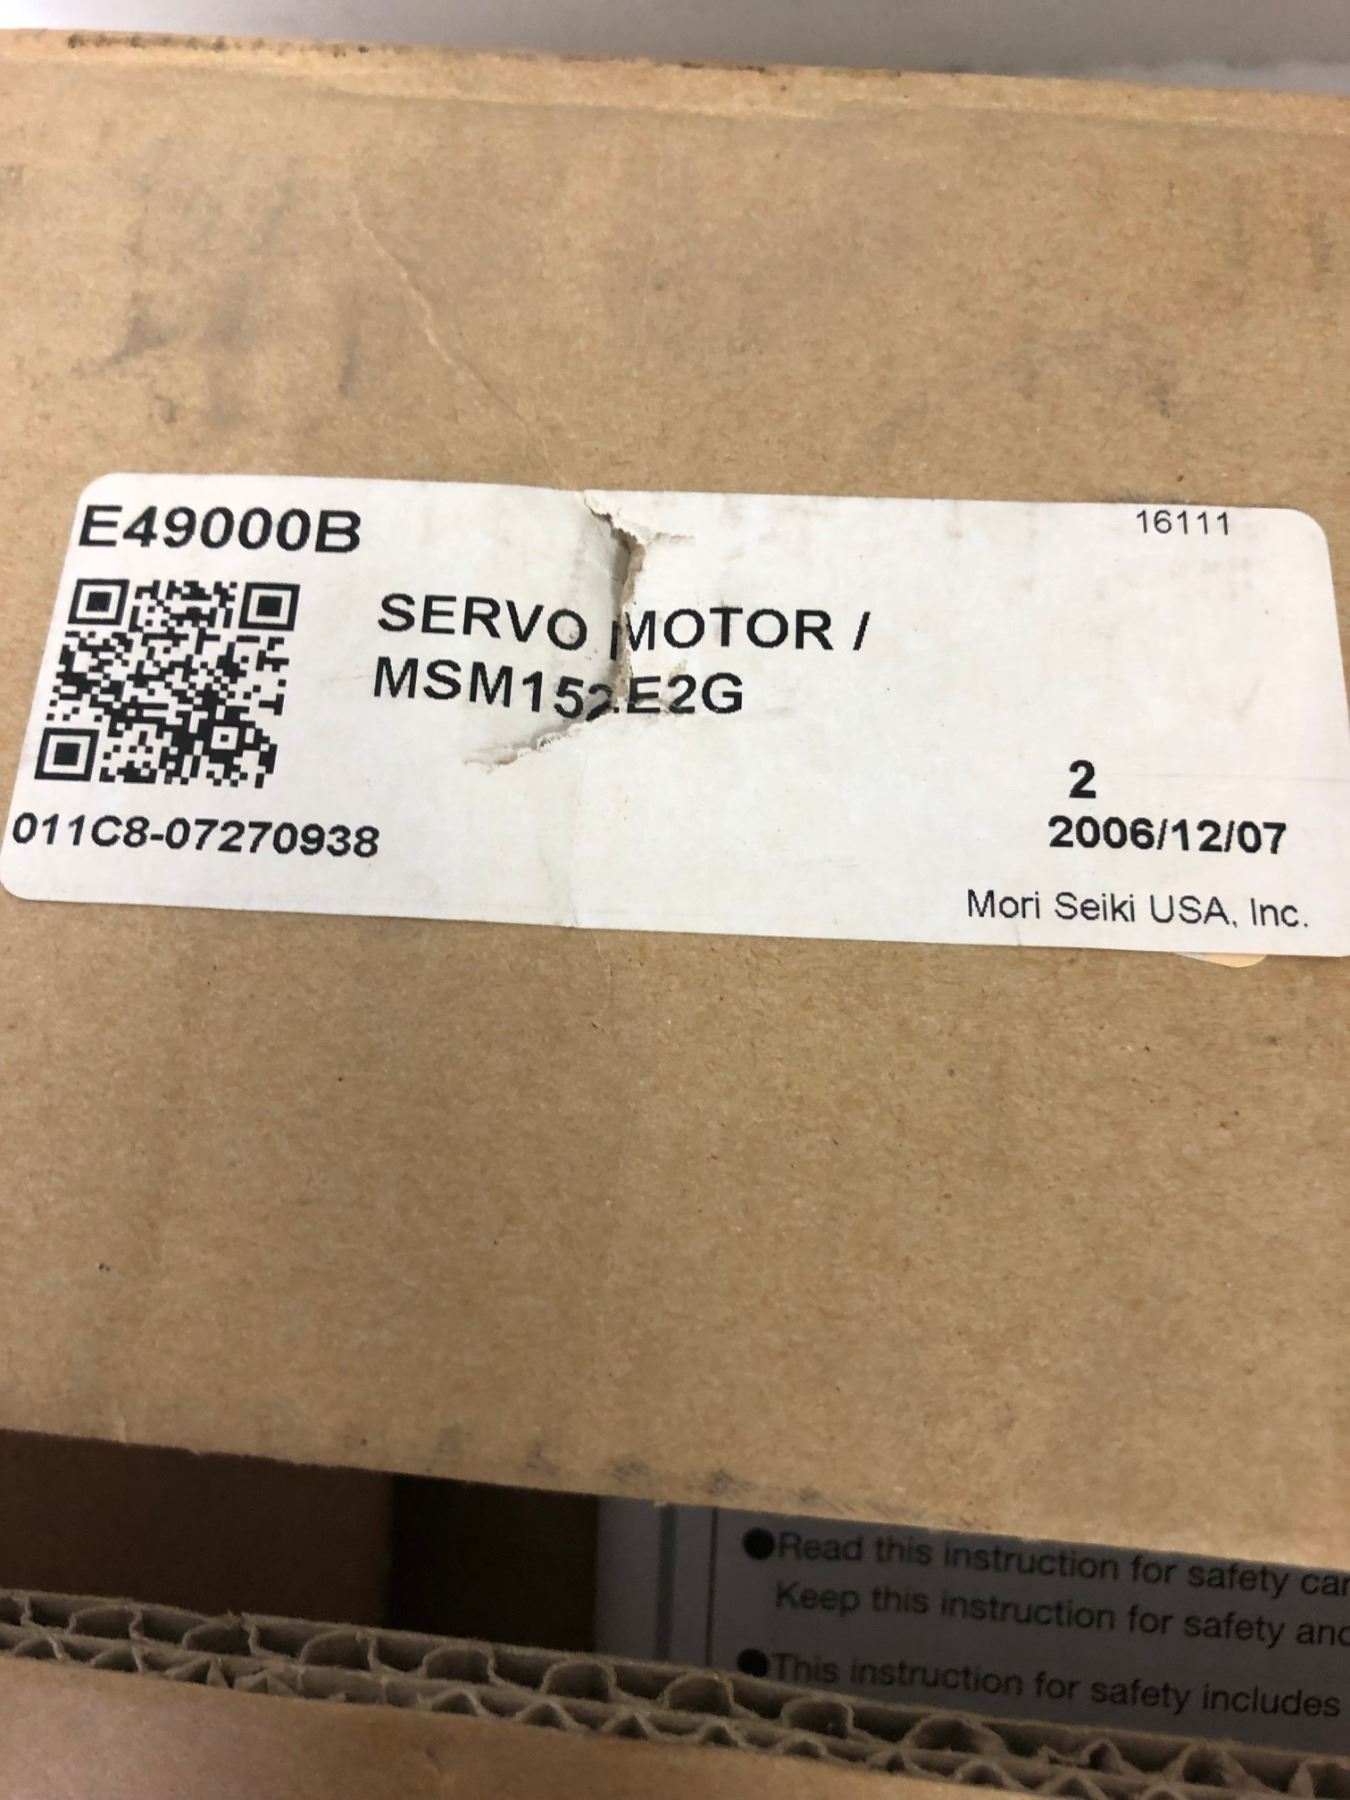 E49000B
16111
SERVO MOTOR /
MSM152E2G
2
011C8-07270938
2006/12/07
Mori Seiki USA, Inc.
●Read this instruction for safety
Keep this instruction for safety and
●This instruction for safety includes